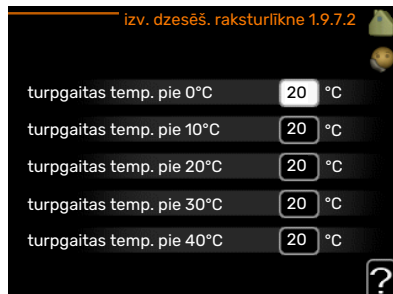 izv. dzesēš. raksturlīkne 1.9.7.2
turpgaitas temp. pie 0°C 20 °C
turpgaitas temp. pie 10°C 20 °C
turpgaitas temp. pie 20°C 20 °C
turpgaitas temp. pie 30°C 20 °C
turpgaitas temp. pie 40°C 20 °C
?